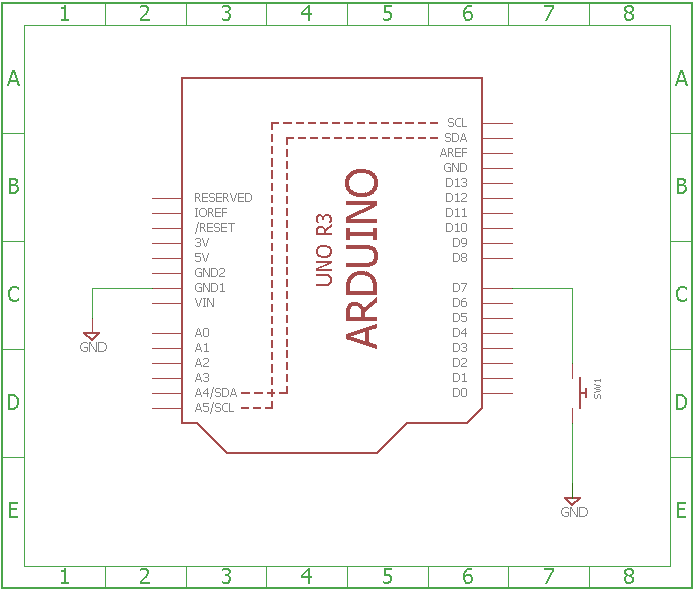 1 2 3 4 5 6 7 8
A A
B B
C C
D D
E E
SCL
SDA
AREF
GND
D13
D12
D11
D10
D9
D8
D7
D6
D5
D4
D3
D2
D1
D0
RESERVED
IOREF
/RESET
3V
5V
GND2
GND1
VIN
A0
A1
A2
A3
A4/SDA
A5/SCL
UNO R3
ARDUINO
GND
SW1
GND
1 2 3 4 5 6 7 8